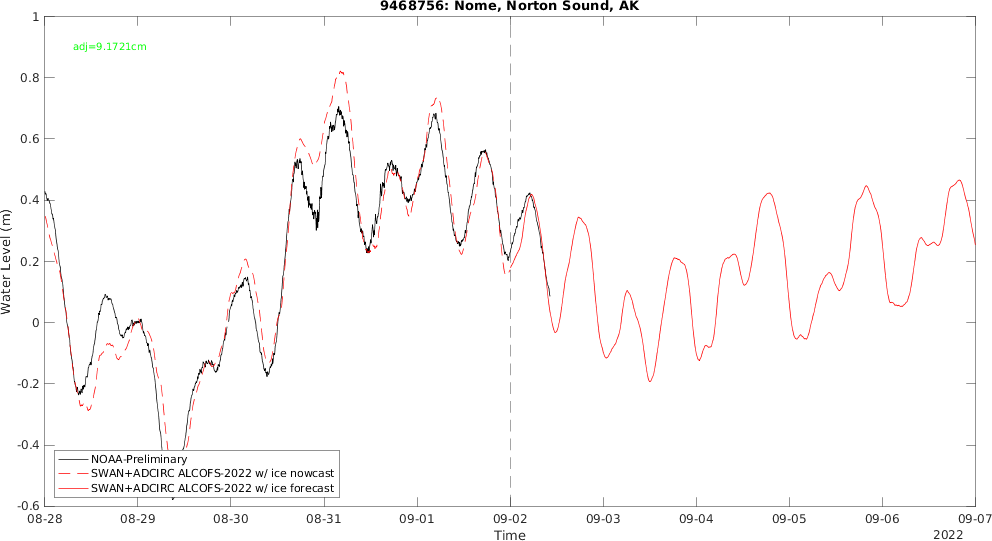 9468756: Nome, Norton Sound, AK
adj=9.1721cm
Water Level (m)
1
0.8
0.6
0.4
0.2
0
-0.2
-0.4
-0.6
NOAA-Preliminary
SWAN+ADCIRC ALCOFS-2022 w/ ice nowcast
SWAN+ADCIRC ALCOFS-2022 w/ ice forecast
08-28 08-29 08-30 08-31 09-01 09-02 09-03 09-04 09-05 09-06 09-07
Time
2022